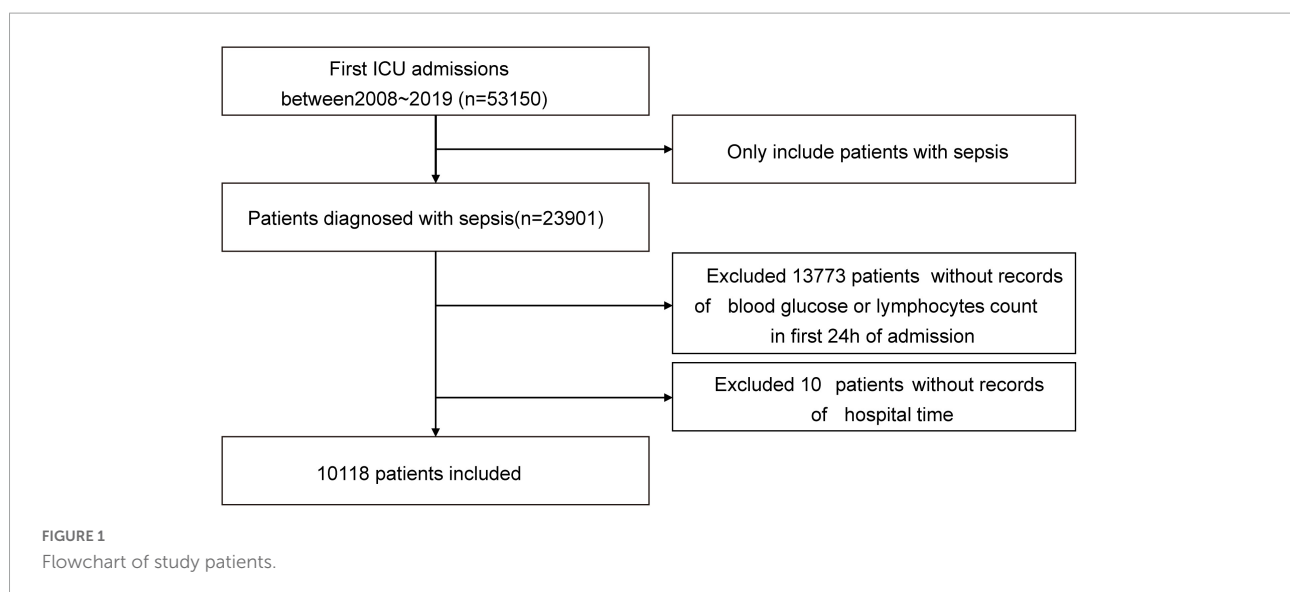 First ICU admissions
between2008~2019 (n=53150)
Only include patients with sepsis
Patients diagnosed with sepsis(n=23901)
Excluded 13773 patients without records
of blood glucose or lymphocytes count
in first 24h of admission
Excluded 10 patients without records
of hospital time
10118 patients included
FIGURE 1
Flowchart of study patients.